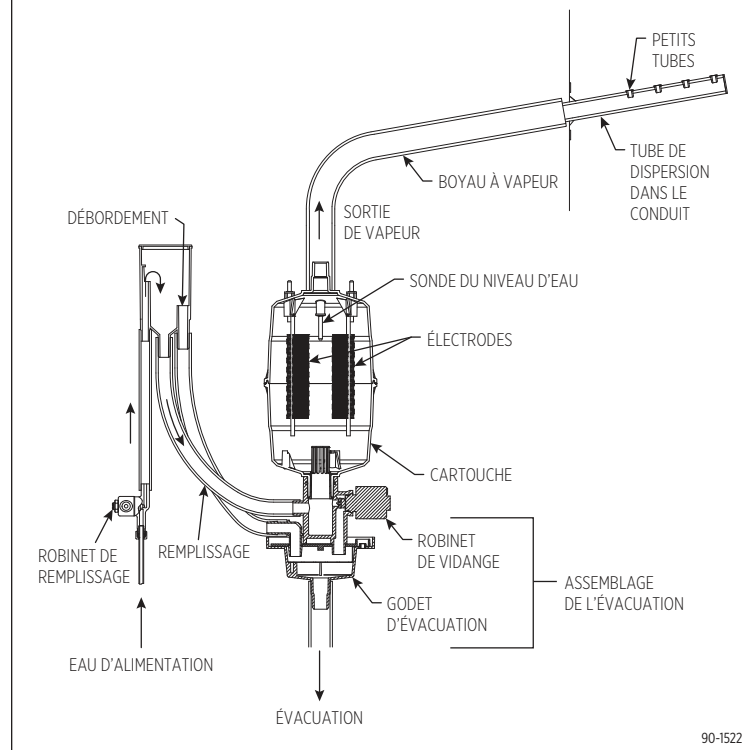 PETITS
TUBES
TUBE DE
DISPERSION
DANS LE
CONDUIT
BOYAU À VAPEUR
DÉBORDEMENT
SORTIE
DE VAPEUR
SONDE DU NIVEAU D'EAU
ÉLECTRODES
CARTOUCHE
ROBINET DE
REMPLISSAGE
REMPLISSAGE
ROBINET
DE VIDANGE
ASSEMBLAGE
DE L'ÉVACUATION
GODET
D'ÉVACUATION
EAU D'ALIMENTATION
ÉVACUATION
90-1522